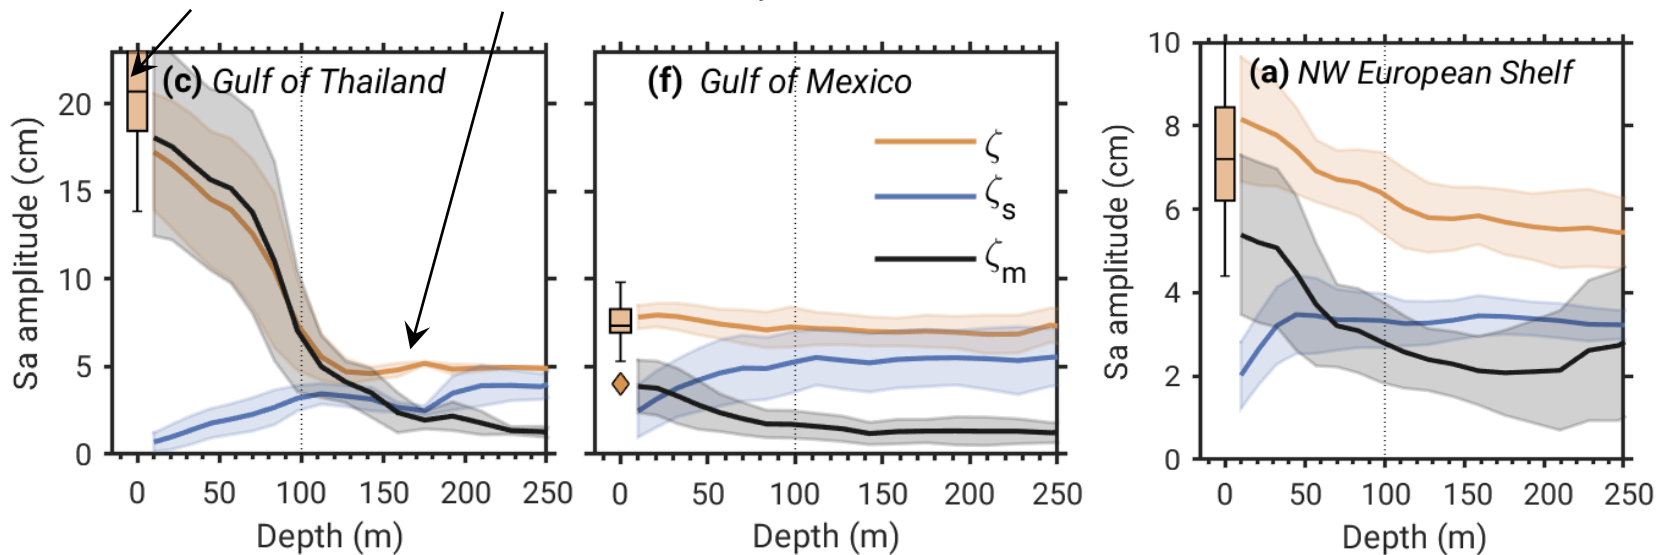 (c) Gulf of Thailand
Sa amplitude (cm)
20
15
10
5
0
0 50 100 150 200 250
Depth (m)
(f) Gulf of Mexico
ζ
ζs
ζm
0 50 100 150 200 250
Depth (m)
(a) NW European Shelf
Sa amplitude (cm)
10
8
6
4
2
0
0 50 100 150 200 250
Depth (m)